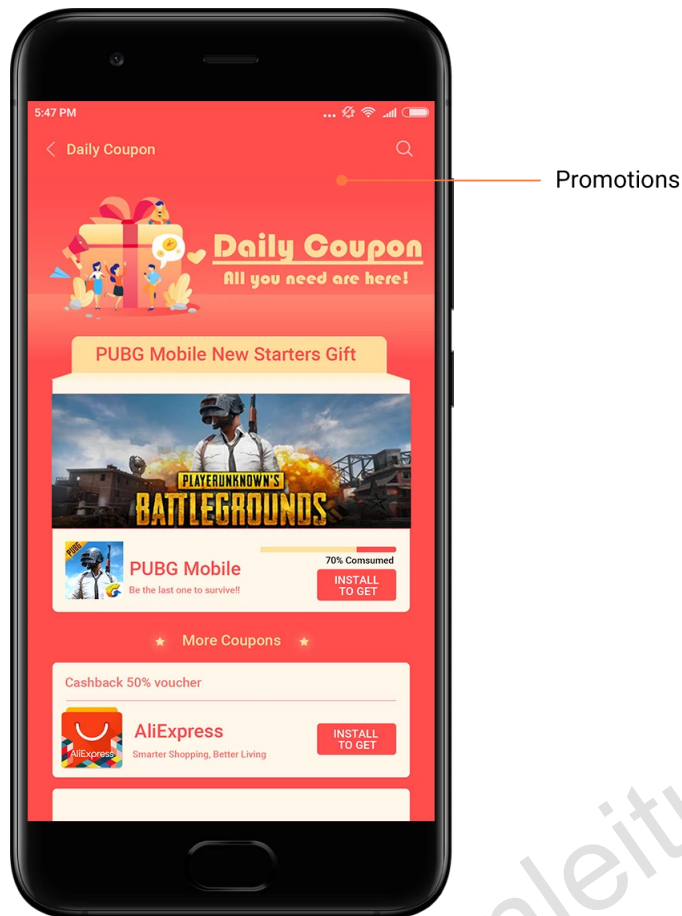 5:47 PM
Daily Coupon
Promotions
Daily Coupon
All you need are here!
PUBG Mobile New Starters Gift
PLAYERUNKNOWN'S
BATTLEGROUNDS
PUBG
PUBG Mobile
Be the last one to survive!!
70% Comsumed
INSTALL
TO GET
More Coupons
Cashback 50% voucher
AliExpress
AliExpress
Smarter Shopping, Better Living
INSTALL
TO GET